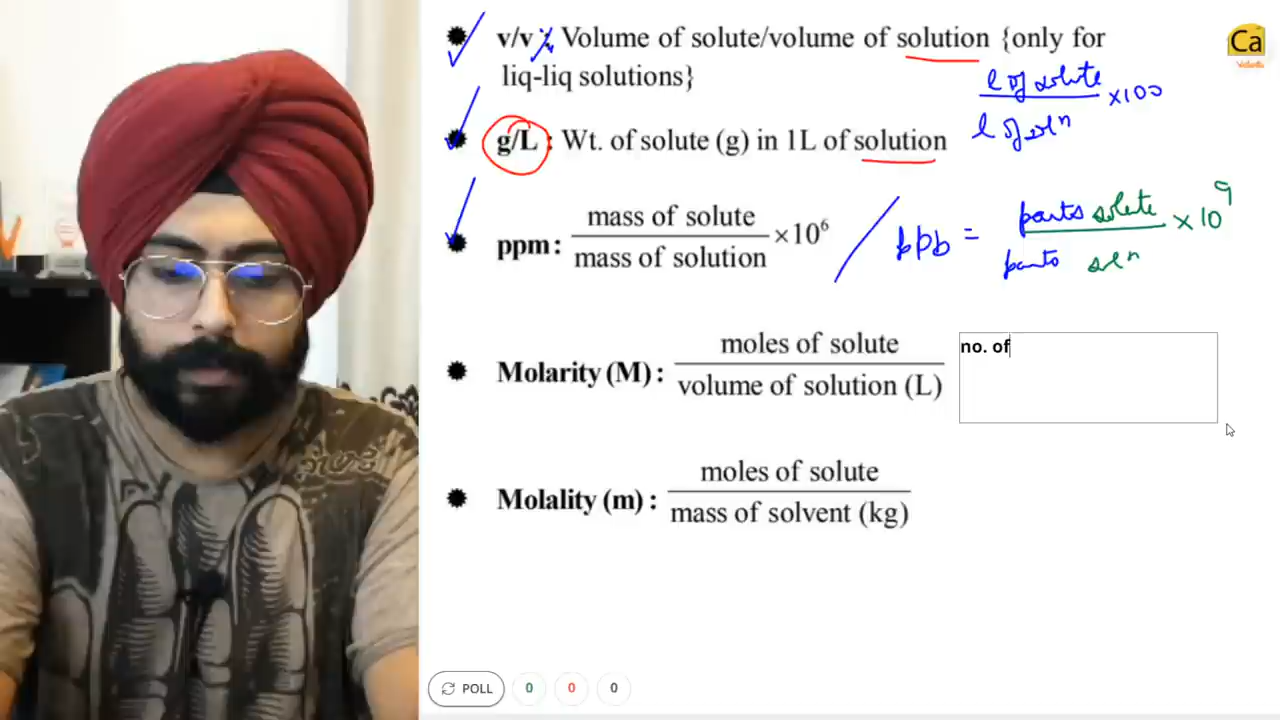 v/v : Volume of solute/volume of solution {only for
liq-liq solutions}
l of solute
l of solⁿ
×100
g/L : Wt. of solute (g) in 1L of solution
ppm : mass of solute
mass of solution
×10⁶
ppb = parts solute
parts solⁿ
× 10⁹
Molarity (M) : moles of solute
volume of solution (L)
no. of
Molality (m) : moles of solute
mass of solvent (kg)
POLL 0 0 0
Ca
Vedantu